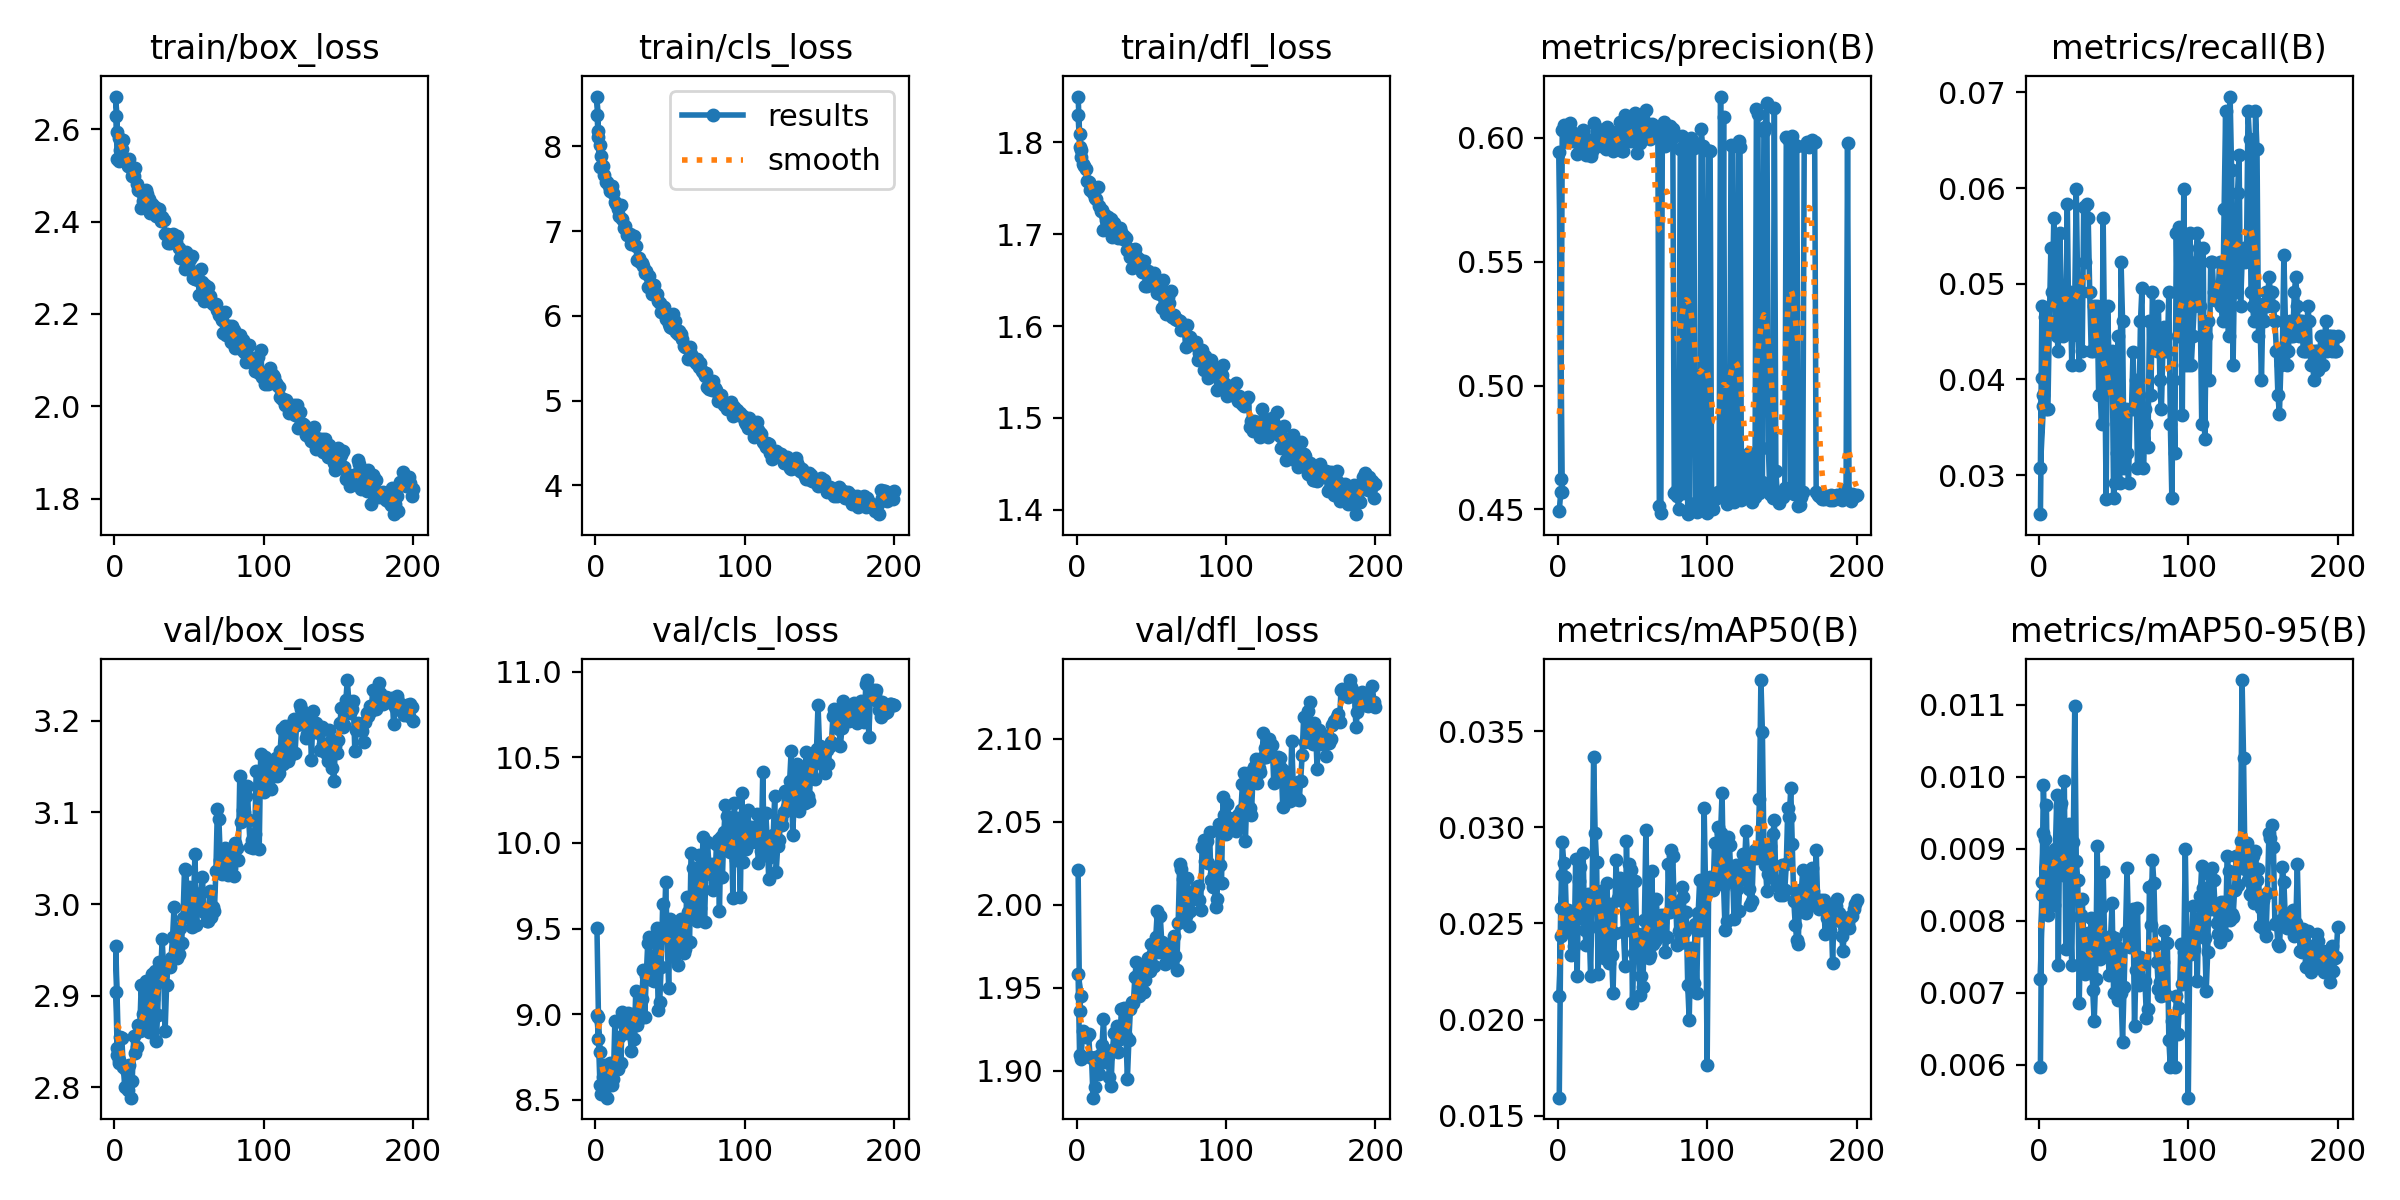 train/box_loss
2.6
2.4
2.2
2.0
1.8
0 100 200
train/cls_loss
results
smooth
8
7
6
5
4
0 100 200
train/dfl_loss
1.8
1.7
1.6
1.5
1.4
0 100 200
metrics/precision(B)
0.60
0.55
0.50
0.45
0 100 200
metrics/recall(B)
0.07
0.06
0.05
0.04
0.03
0 100 200
val/box_loss
3.2
3.1
3.0
2.9
2.8
0 100 200
val/cls_loss
11.0
10.5
10.0
9.5
9.0
8.5
0 100 200
val/dfl_loss
2.10
2.05
2.00
1.95
1.90
0 100 200
metrics/mAP50(B)
0.035
0.030
0.025
0.020
0.015
0 100 200
metrics/mAP50-95(B)
0.011
0.010
0.009
0.008
0.007
0.006
0 100 200